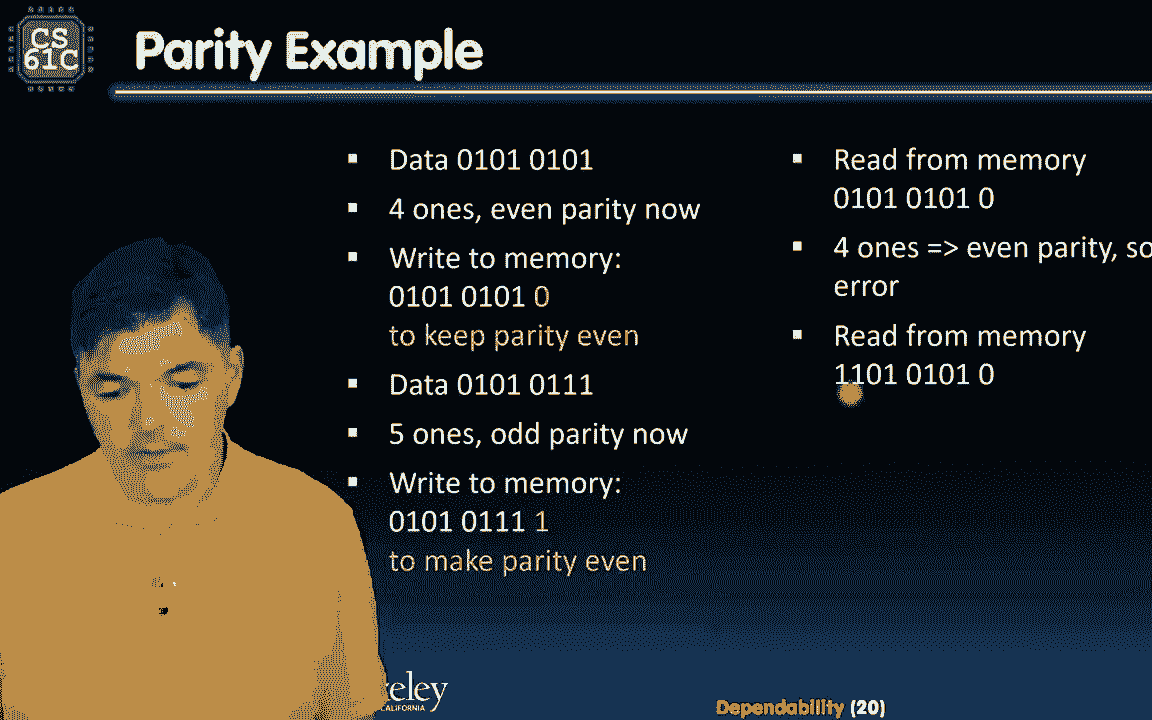 CS
61C
Parity Example
Data 0101 0101
4 ones, even parity now
Write to memory:
0101 0101 0
to keep parity even
Data 0101 0111
5 ones, odd parity now
Write to memory:
0101 0111 1
to make parity even
Read from memory
0101 0101 0
4 ones => even parity, so
error
Read from memory
1101 0101 0
keley
CALIFORNIA
Dependability (20)